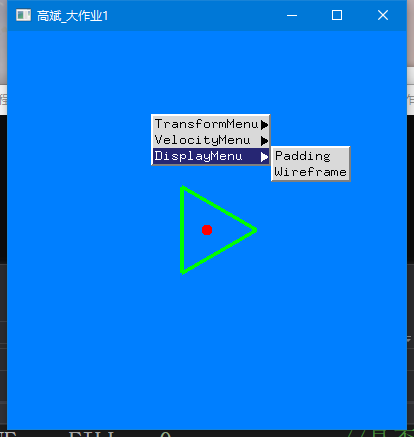 高斌_大作业1
TransformMenu
VelocityMenu
DisplayMenu
Padding
Wireframe